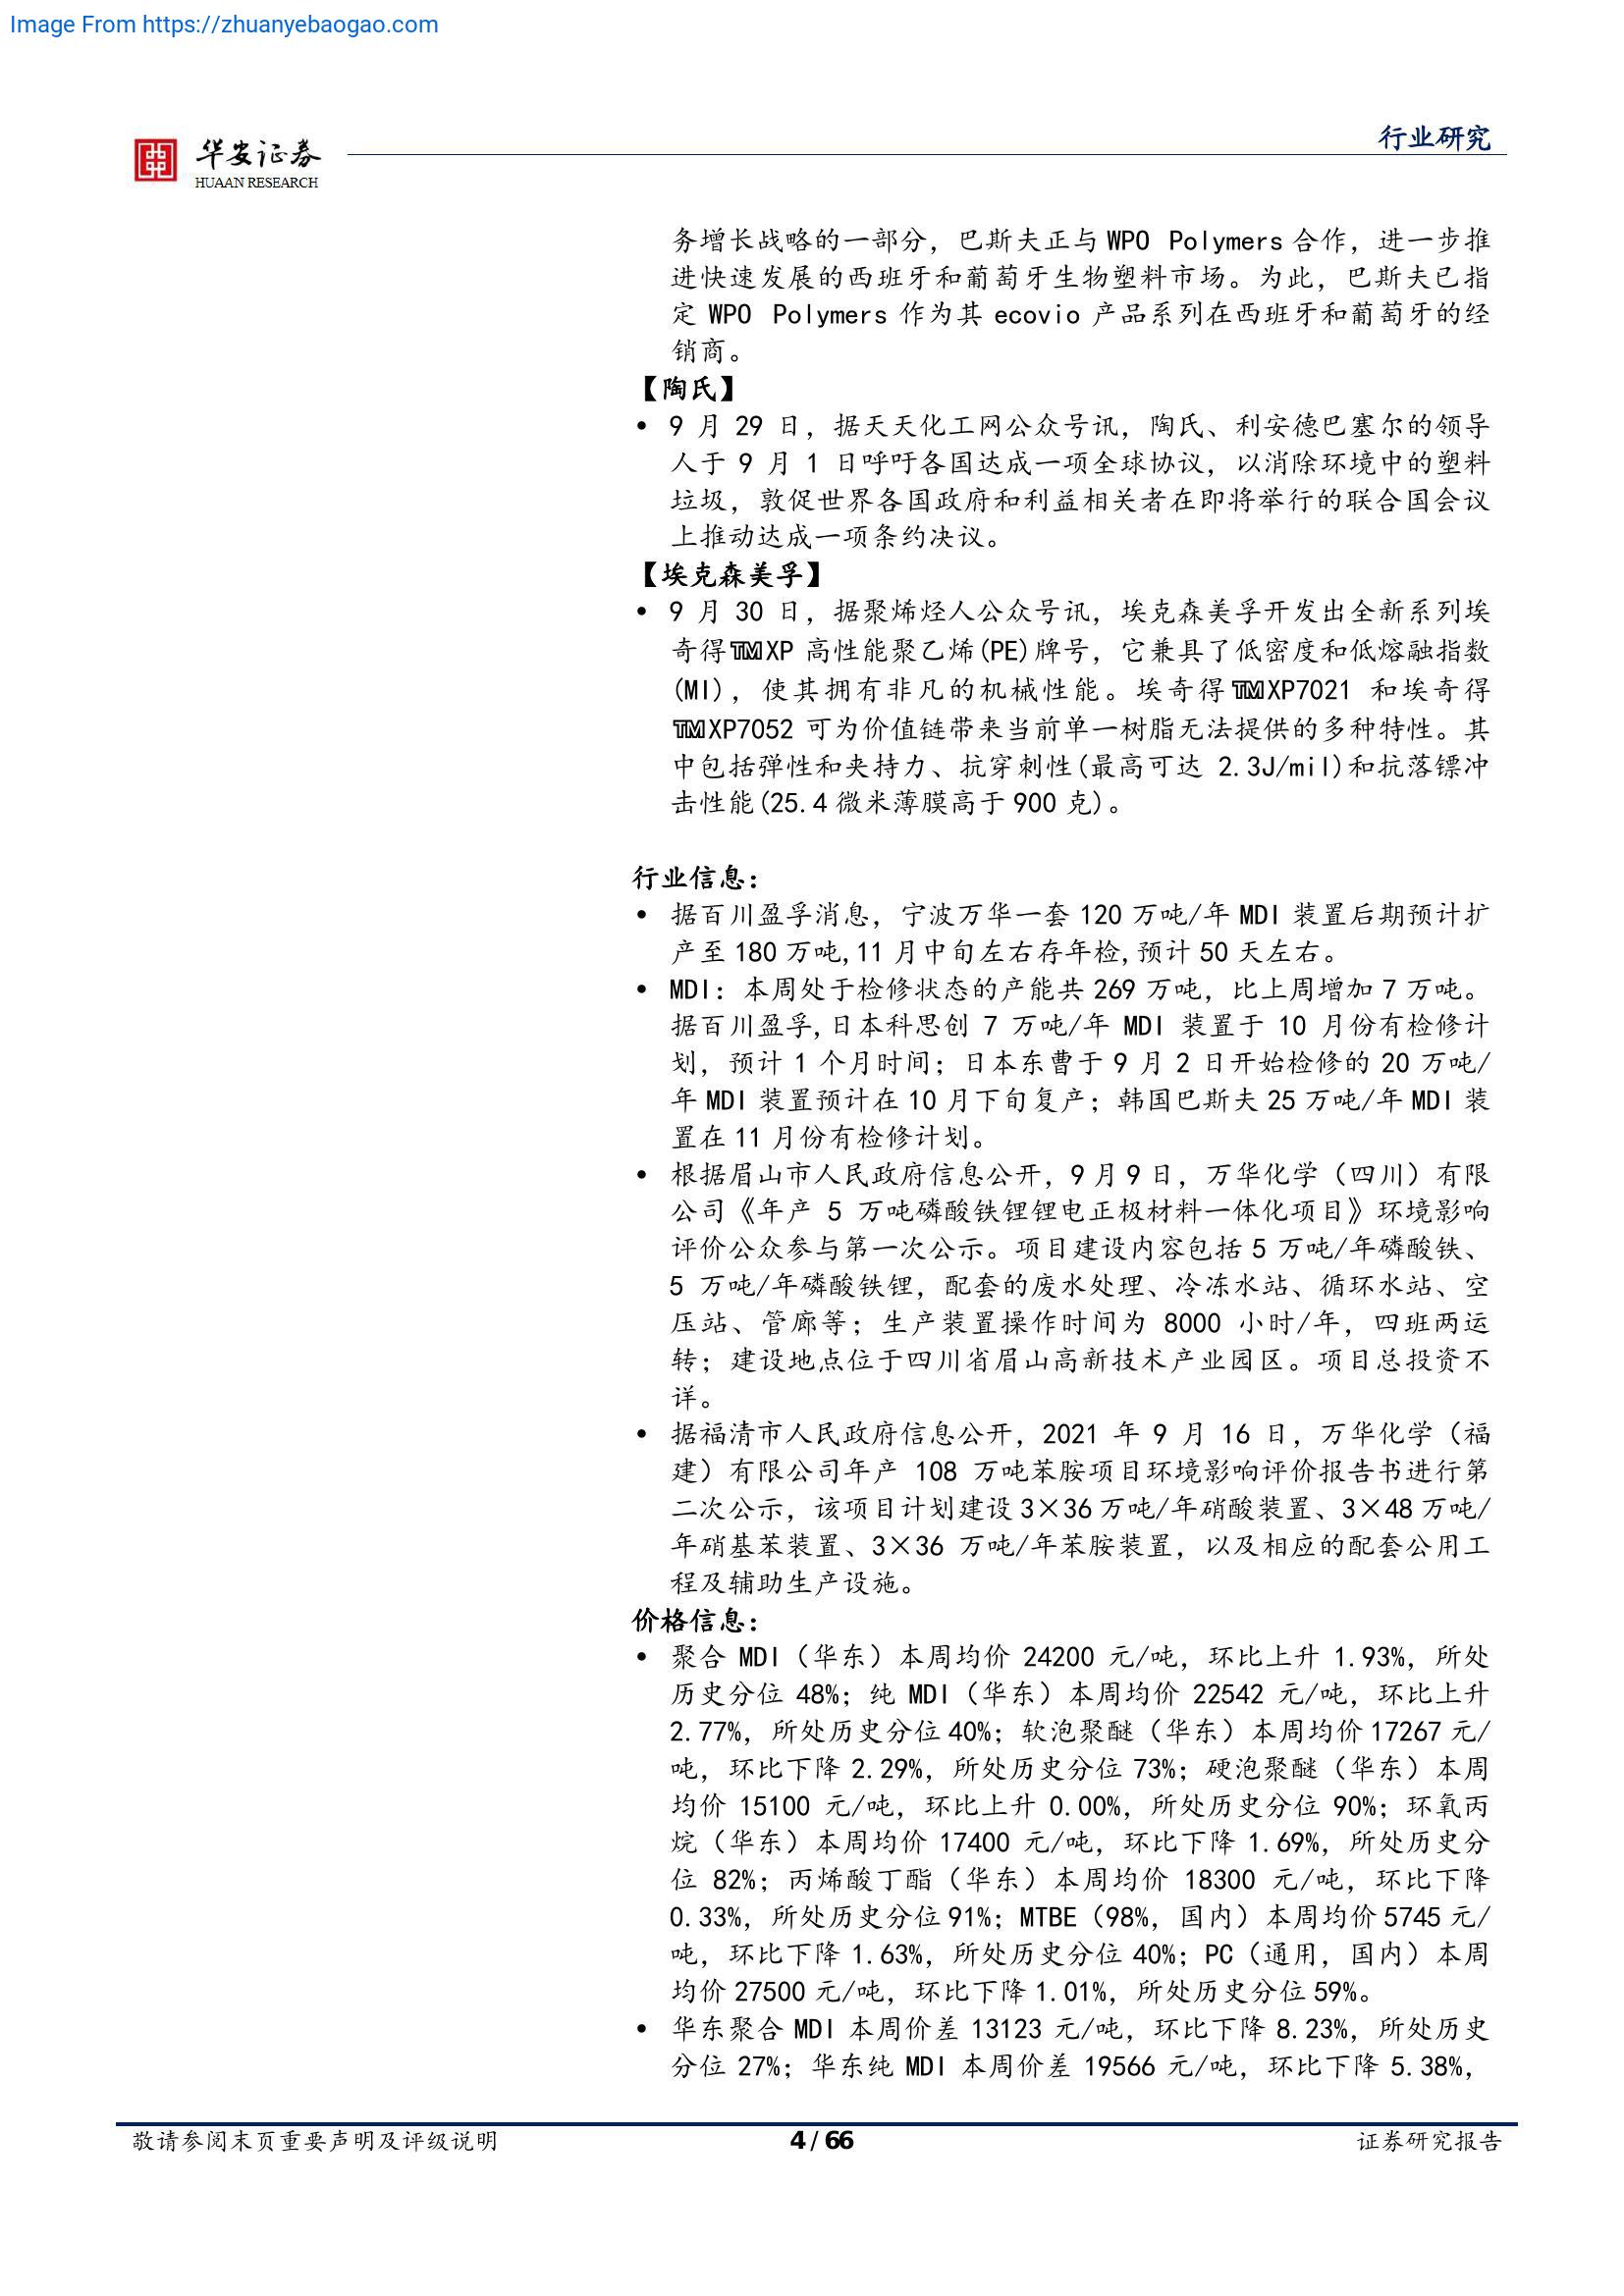 Image From https://zhuanyebaogao.com
华安证券
HUAAN RESEARCH
行业研究
务增长战略的一部分，巴斯夫正与 WPO Polymers 合作，进一步推
进快速发展的西班牙和葡萄牙生物塑料市场。为此，巴斯夫已指
定 WPO Polymers 作为其 ecovio 产品系列在西班牙和葡萄牙的经
销商。
【陶氏】
• 9 月 29 日，据天天化工网公众号讯，陶氏、利安德巴塞尔的领导
人于 9 月 1 日呼吁各国达成一项全球协议，以消除环境中的塑料
垃圾，敦促世界各国政府和利益相关者在即将举行的联合国会议
上推动达成一项条约决议。
【埃克森美孚】
• 9 月 30 日，据聚烯烃人公众号讯，埃克森美孚开发出全新系列埃
奇得™XP 高性能聚乙烯(PE)牌号，它兼具了低密度和低熔融指数
(MI)，使其拥有非凡的机械性能。埃奇得™XP7021 和埃奇得
™XP7052 可为价值链带来当前单一树脂无法提供的多种特性。其
中包括弹性和夹持力、抗穿刺性(最高可达 2.3J/mil)和抗落镖冲
击性能(25.4 微米薄膜高于 900 克)。
行业信息：
• 据百川盈孚消息，宁波万华一套 120 万吨/年 MDI 装置后期预计扩
产至 180 万吨,11 月中旬左右存年检,预计 50 天左右。
• MDI：本周处于检修状态的产能共 269 万吨，比上周增加 7 万吨。
据百川盈孚,日本科思创 7 万吨/年 MDI 装置于 10 月份有检修计
划，预计 1 个月时间；日本东曹于 9 月 2 日开始检修的 20 万吨/
年 MDI 装置预计在 10 月下旬复产；韩国巴斯夫 25 万吨/年 MDI 装
置在 11 月份有检修计划。
• 根据眉山市人民政府信息公开，9 月 9 日，万华化学（四川）有限
公司《年产 5 万吨磷酸铁锂锂电正极材料一体化项目》环境影响
评价公众参与第一次公示。项目建设内容包括 5 万吨/年磷酸铁、
5 万吨/年磷酸铁锂，配套的废水处理、冷冻水站、循环水站、空
压站、管廊等；生产装置操作时间为 8000 小时/年，四班两运
转；建设地点位于四川省眉山高新技术产业园区。项目总投资不
详。
• 据福清市人民政府信息公开，2021 年 9 月 16 日，万华化学（福
建）有限公司年产 108 万吨苯胺项目环境影响评价报告书进行第
二次公示，该项目计划建设 3×36 万吨/年硝酸装置、3×48 万吨/
年硝基苯装置、3×36 万吨/年苯胺装置，以及相应的配套公用工
程及辅助生产设施。
价格信息：
• 聚合 MDI（华东）本周均价 24200 元/吨，环比上升 1.93%，所处
历史分位 48%；纯 MDI（华东）本周均价 22542 元/吨，环比上升
2.77%，所处历史分位 40%；软泡聚醚（华东）本周均价 17267 元/
吨，环比下降 2.29%，所处历史分位 73%；硬泡聚醚（华东）本周
均价 15100 元/吨，环比上升 0.00%，所处历史分位 90%；环氧丙
烷（华东）本周均价 17400 元/吨，环比下降 1.69%，所处历史分
位 82%；丙烯酸丁酯（华东）本周均价 18300 元/吨，环比下降
0.33%，所处历史分位 91%；MTBE（98%，国内）本周均价 5745 元/
吨，环比下降 1.63%，所处历史分位 40%；PC（通用，国内）本周
均价 27500 元/吨，环比下降 1.01%，所处历史分位 59%。
• 华东聚合 MDI 本周价差 13123 元/吨，环比下降 8.23%，所处历史
分位 27%；华东纯 MDI 本周价差 19566 元/吨，环比下降 5.38%，
敬请参阅末页重要声明及评级说明
4 / 66
证券研究报告